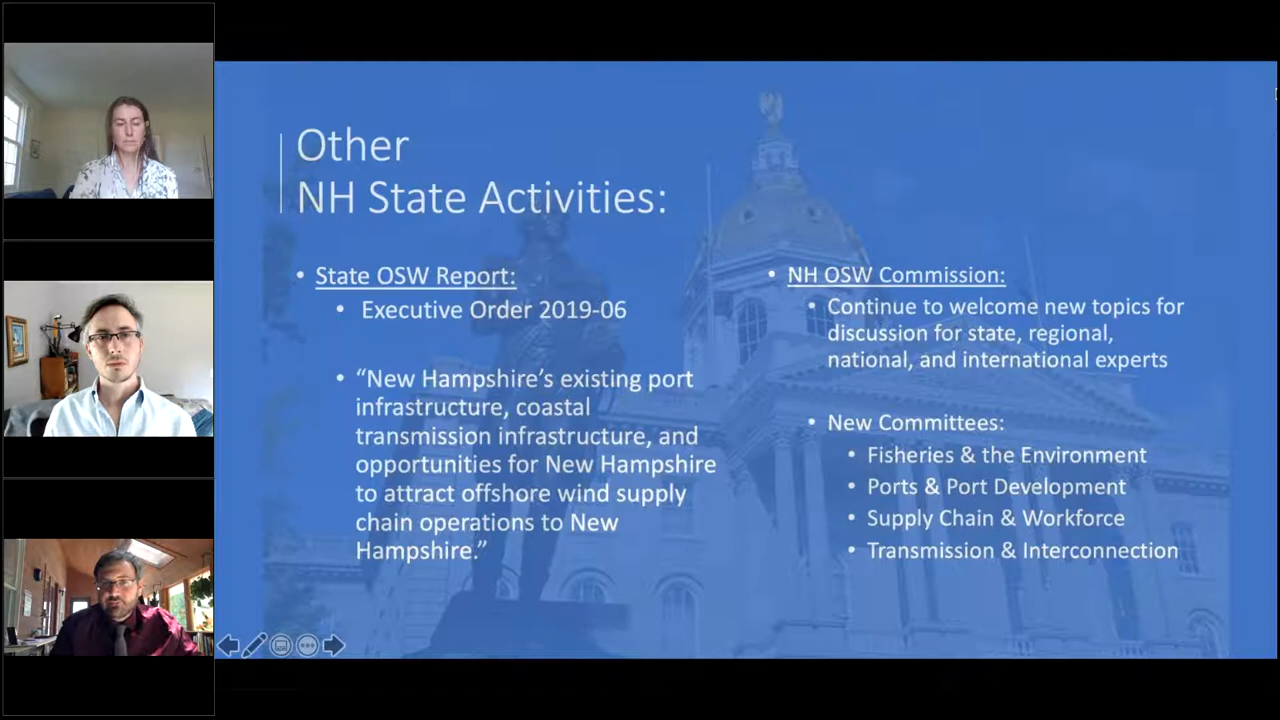 Other
NH State Activities:
• State OSW Report:
• Executive Order 2019-06
• “New Hampshire’s existing port
infrastructure, coastal
transmission infrastructure, and
opportunities for New Hampshire
to attract offshore wind supply
chain operations to New
Hampshire.”
• NH OSW Commission:
• Continue to welcome new topics for
discussion for state, regional,
national, and international experts
• New Committees:
• Fisheries & the Environment
• Ports & Port Development
• Supply Chain & Workforce
• Transmission & Interconnection